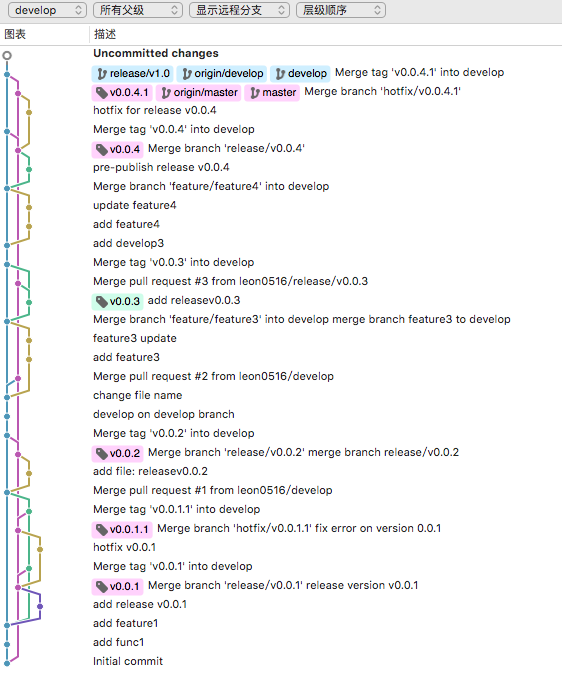 develop 所有父级 显示远程分支 层级顺序
图表 描述
Uncommitted changes
release/v1.0 origin/develop develop Merge tag 'v0.0.4.1' into develop
v0.0.4.1 origin/master master Merge branch 'hotfix/v0.0.4.1'
hotfix for release v0.0.4
Merge tag 'v0.0.4' into develop
v0.0.4 Merge branch 'release/v0.0.4'
pre-publish release v0.0.4
Merge branch 'feature/feature4' into develop
update feature4
add feature4
add develop3
Merge tag 'v0.0.3' into develop
Merge pull request #3 from leon0516/release/v0.0.3
v0.0.3 add releasev0.0.3
Merge branch 'feature/feature3' into develop merge branch feature3 to develop
feature3 update
add feature3
Merge pull request #2 from leon0516/develop
change file name
develop on develop branch
Merge tag 'v0.0.2' into develop
v0.0.2 Merge branch 'release/v0.0.2' merge branch release/v0.0.2
add file: releasev0.0.2
Merge pull request #1 from leon0516/develop
Merge tag 'v0.0.1.1' into develop
v0.0.1.1 Merge branch 'hotfix/v0.0.1.1' fix error on version 0.0.1
hotfix v0.0.1
Merge tag 'v0.0.1' into develop
v0.0.1 Merge branch 'release/v0.0.1' release version v0.0.1
add release v0.0.1
add feature1
add func1
Initial commit